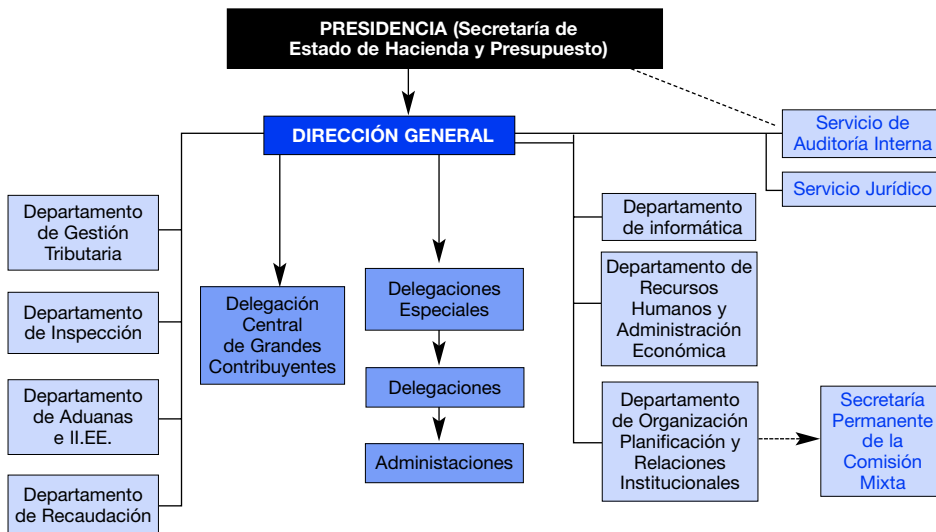 PRESIDENCIA (Secretaría de
Estado de Hacienda y Presupuesto)
DIRECCIÓN GENERAL
Servicio de
Auditoría Interna
Servicio Jurídico
Departamento
de Gestión
Tributaria
Departamento
de Inspección
Departamento
de Aduanas
e II.EE.
Departamento
de Recaudación
Delegación
Central
de Grandes
Contribuyentes
Delegaciones
Especiales
Delegaciones
Administaciones
Departamento
de informática
Departamento de
Recursos
Humanos y
Administración
Económica
Departamento
de Organización
Planificación y
Relaciones
Institucionales
Secretaría
Permanente
de la
Comisión
Mixta